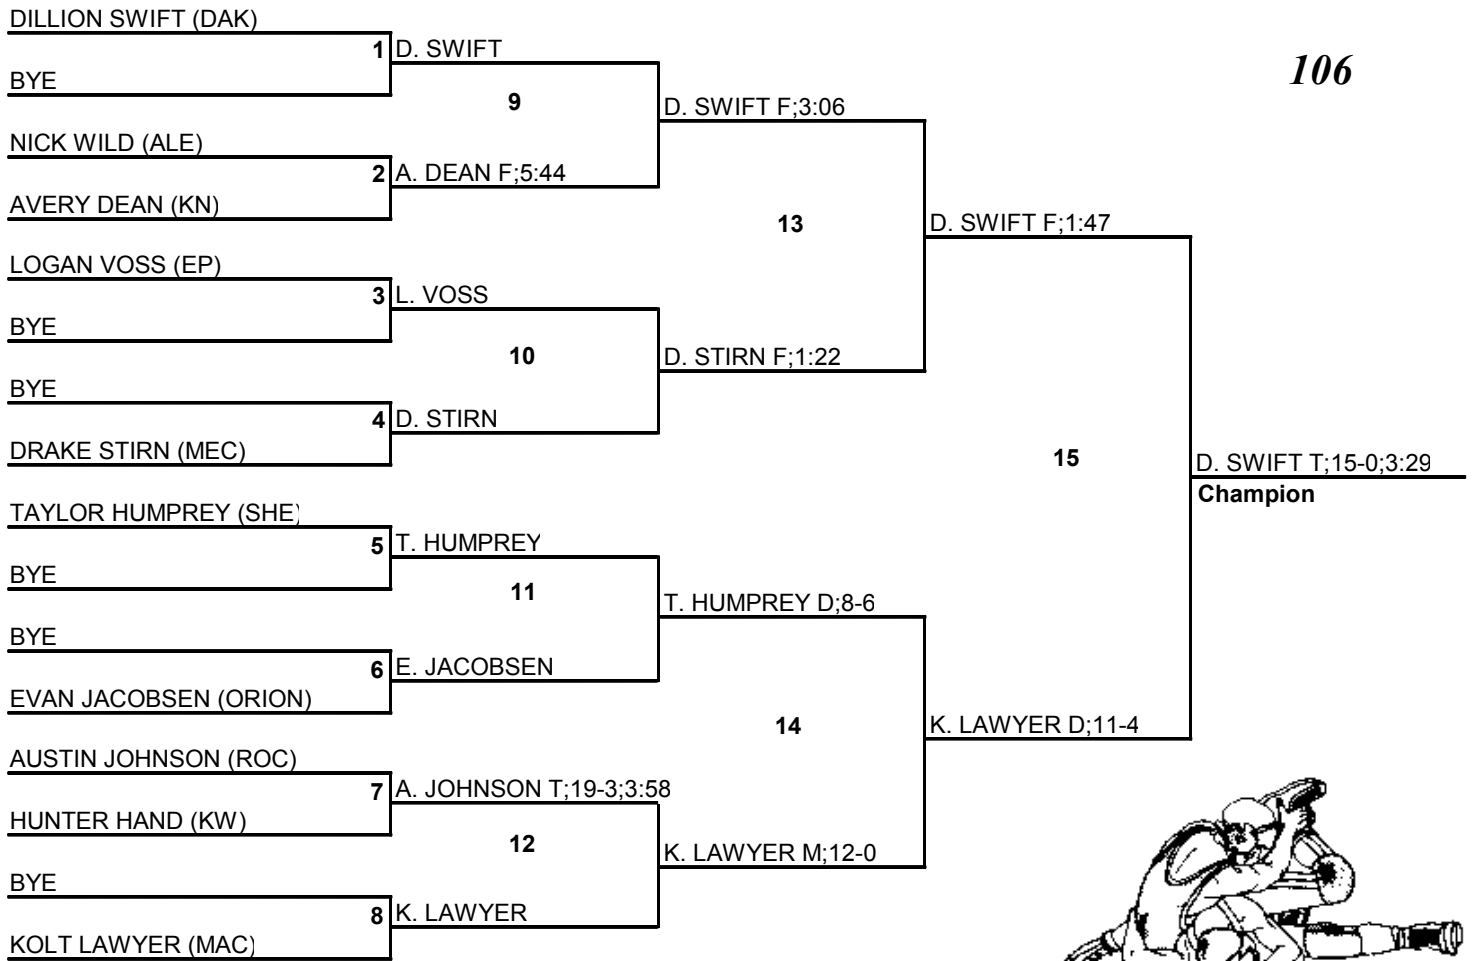 DILLION SWIFT (DAK)
1 D. SWIFT
BYE
106
9
D. SWIFT F;3:06
NICK WILD (ALE)
2 A. DEAN F;5:44
AVERY DEAN (KN)
13
D. SWIFT F;1:47
LOGAN VOSS (EP)
3 L. VOSS
BYE
10
D. STIRN F;1:22
BYE
4 D. STIRN
DRAKE STIRN (MEC)
15
D. SWIFT T;15-0;3:29
Champion
TAYLOR HUMPREY (SHE)
5 T. HUMPREY
BYE
11
T. HUMPREY D;8-6
BYE
6 E. JACOBSEN
EVAN JACOBSEN (ORION)
14
K. LAWYER D;11-4
AUSTIN JOHNSON (ROC)
7 A. JOHNSON T;19-3;3:58
HUNTER HAND (KW)
12
K. LAWYER M;12-0
BYE
8 K. LAWYER
KOLT LAWYER (MAC)